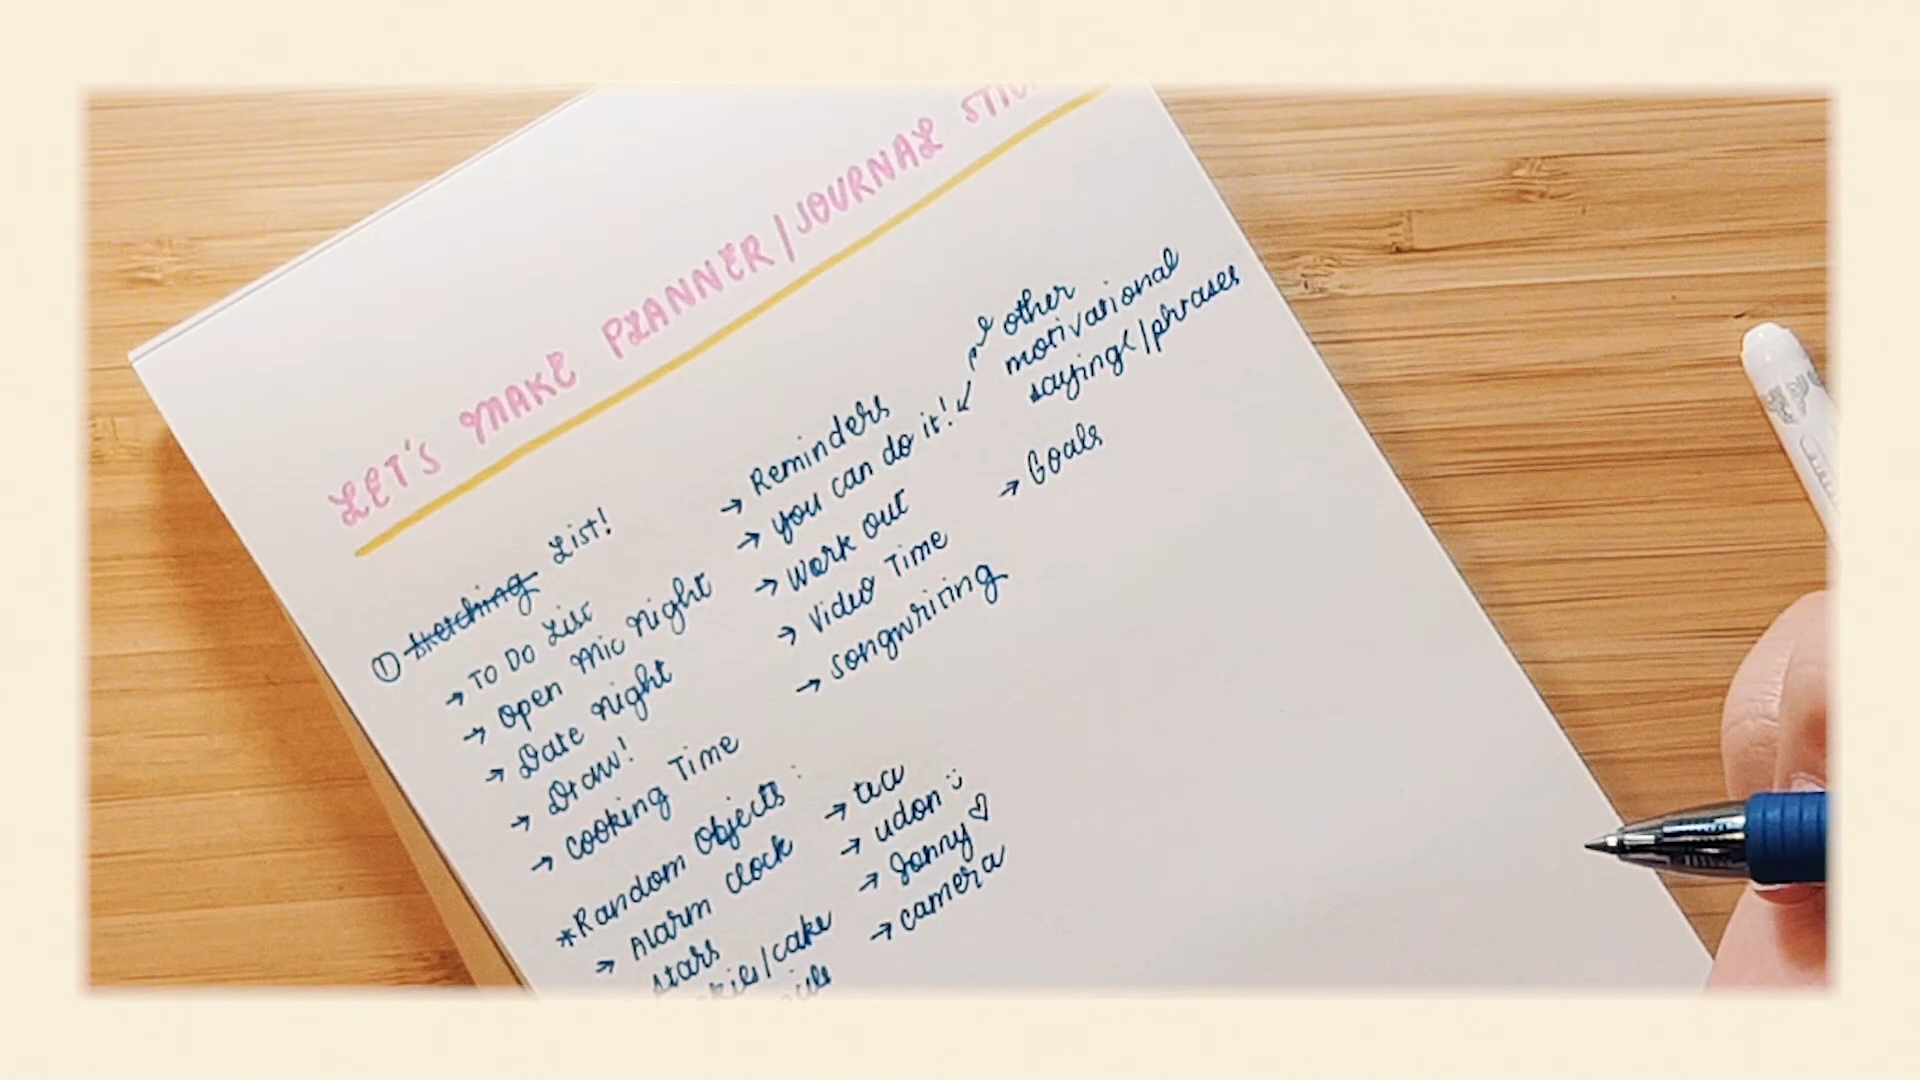 LET'S MAKE PLANNER/JOURNAL
① Sketching List!
→ TO DO List
→ Open Mic Night
→ Date Night
→ Draw!
→ Cooking Time
→ Reminders
→ you can do it!
→ Work out
→ Video Time
→ songwriting
& other
motivational
sayings/phrases
→ Goals
*Random Objects:
→ Alarm clock
stars
/cake
→ tea
→ udon :)
→ Jonny ♡
→ camera